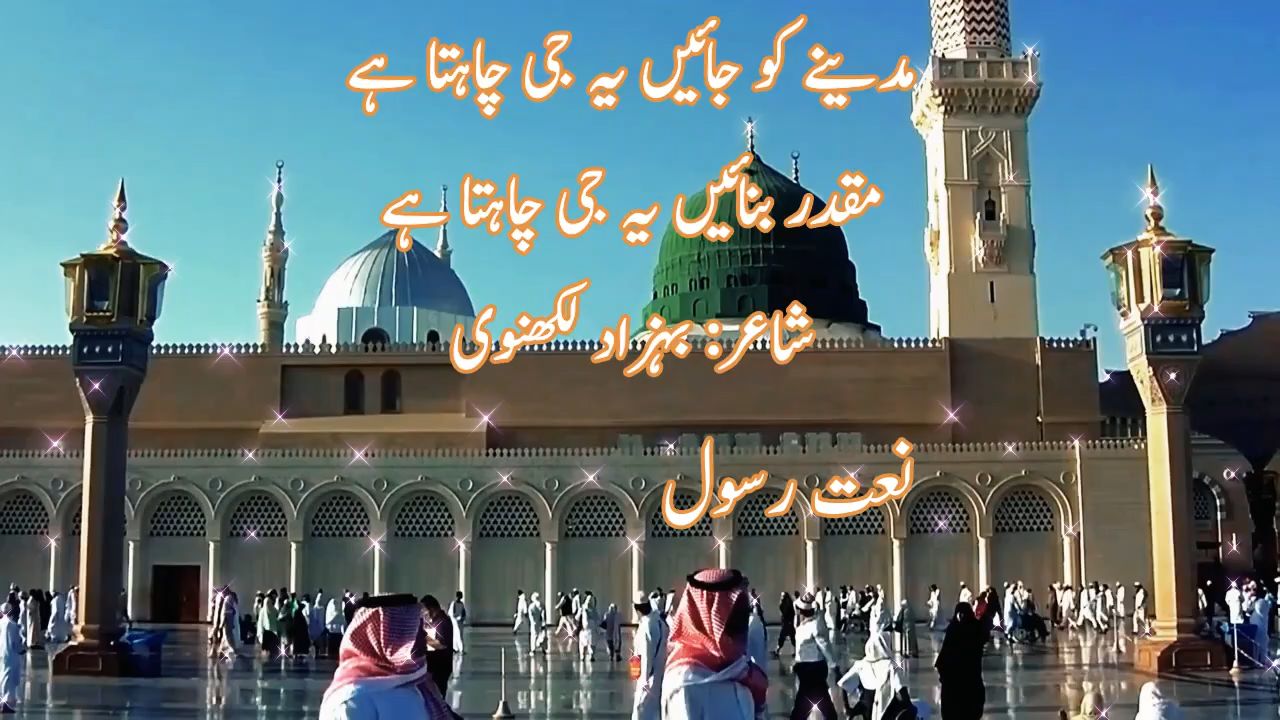 مدینے کو جائیں یہ جی چاہتا ہے
مقدر بنائیں یہ جی چاہتا ہے
شاعر: بہزاد لکھنوی
نعت رسول